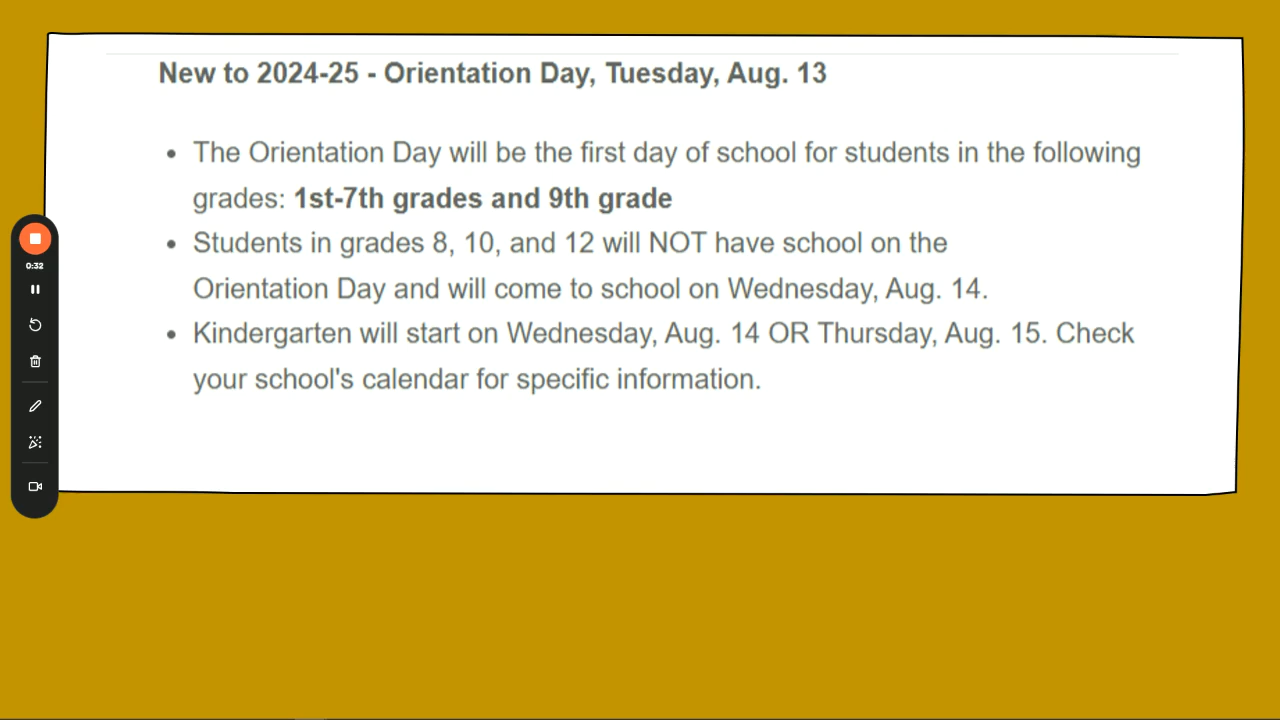 New to 2024-25 - Orientation Day, Tuesday, Aug. 13
The Orientation Day will be the first day of school for students in the following
grades: 1st-7th grades and 9th grade
Students in grades 8, 10, and 12 will NOT have school on the
Orientation Day and will come to school on Wednesday, Aug. 14.
Kindergarten will start on Wednesday, Aug. 14 OR Thursday, Aug. 15. Check
your school's calendar for specific information.
0:32